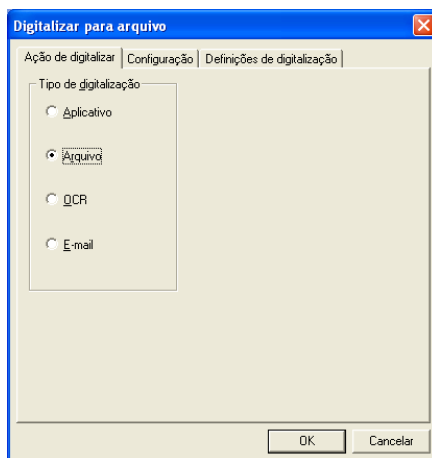 Digitalizar para arquivo
Ação de digitalizar Configuração Definições de digitalização
Tipo de digitalização
Aplicativo
Arquivo
OCR
E-mail
OK Cancelar